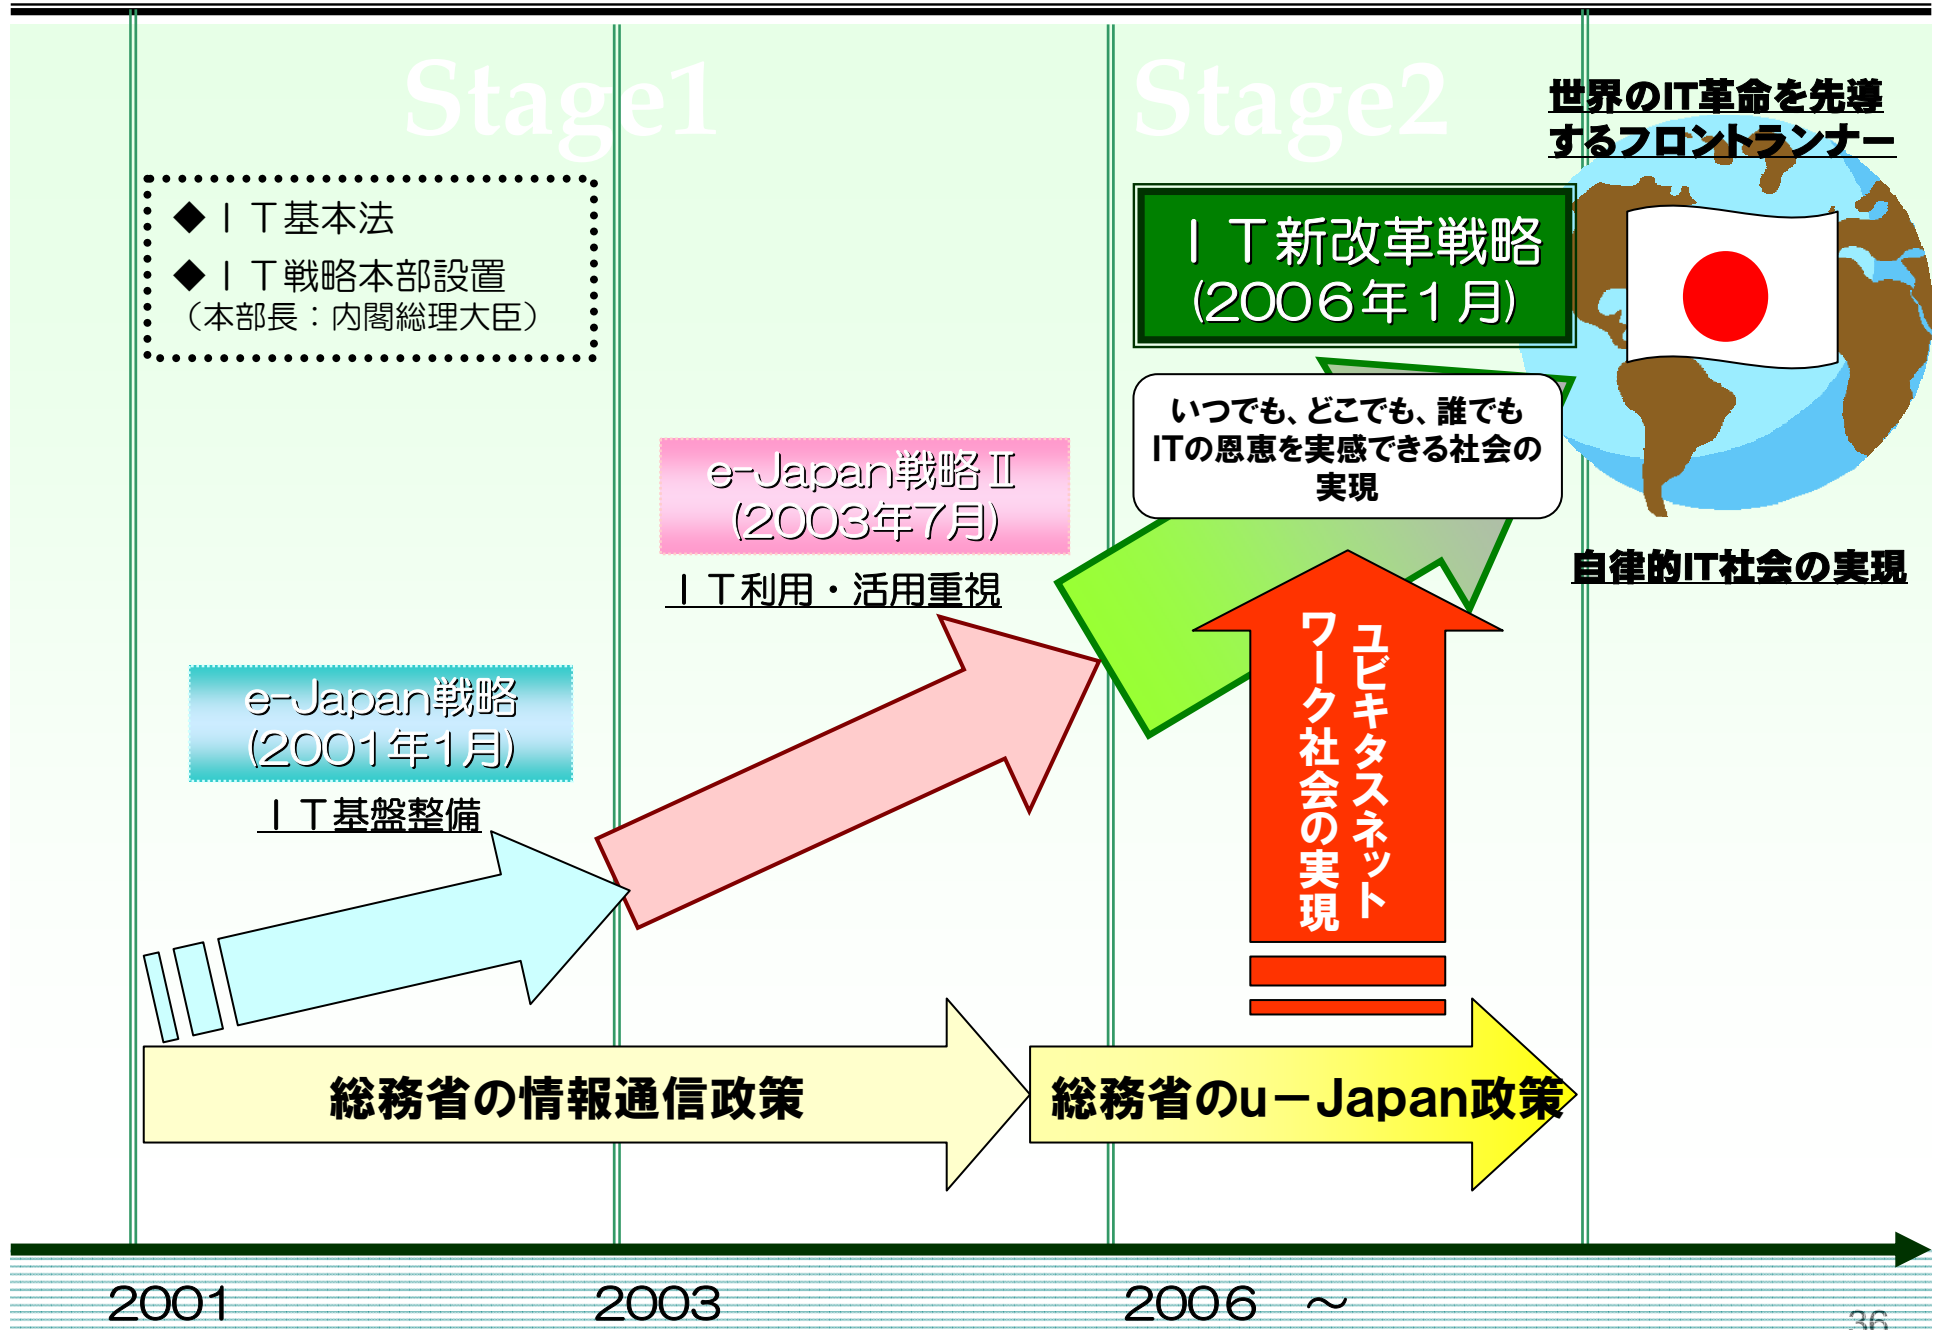 Stage1
Stage2
世界のIT革命を先導
するフロントランナー
◆ＩＴ基本法
◆ＩＴ戦略本部設置
（本部長：内閣総理大臣）
ＩＴ新改革戦略
(2006年1月)
いつでも、どこでも、誰でも
ITの恩恵を実感できる社会の
実現
e-Japan戦略Ⅱ
(2003年7月)
ＩＴ利用・活用重視
自律的IT社会の実現
e-Japan戦略
(2001年1月)
ＩＴ基盤整備
ユビキタスネット
ワーク社会の実現
総務省の情報通信政策
総務省のu－Japan政策
2001
2003
2006　～
36